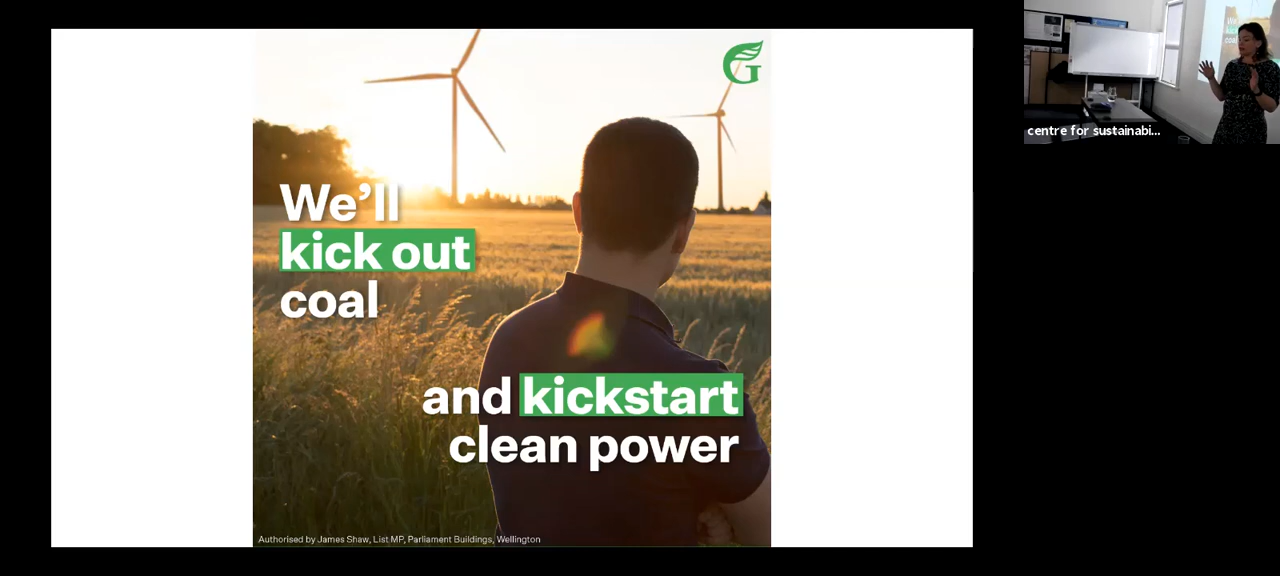 We'll
kick out
coal
and kickstart
clean power
Authorised by James Shaw, List MP, Parliament Buildings, Wellington
centre for sustainabi...